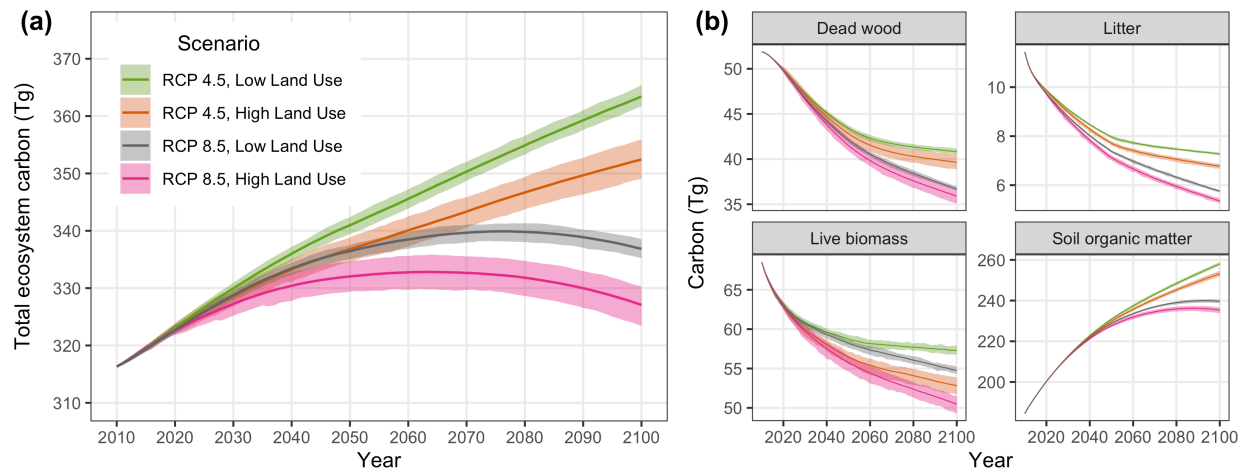 (a)
Total ecosystem carbon (Tg)
370
360
350
340
330
320
310
Scenario
RCP 4.5, Low Land Use
RCP 4.5, High Land Use
RCP 8.5, Low Land Use
RCP 8.5, High Land Use
2010 2020 2030 2040 2050 2060 2070 2080 2090 2100
Year
(b)
Carbon (Tg)
Dead wood
50
45
40
35
Litter
10
8
6
Live biomass
65
60
55
50
2020 2040 2060 2080 2100
Soil organic matter
260
240
220
200
2020 2040 2060 2080 2100
Year